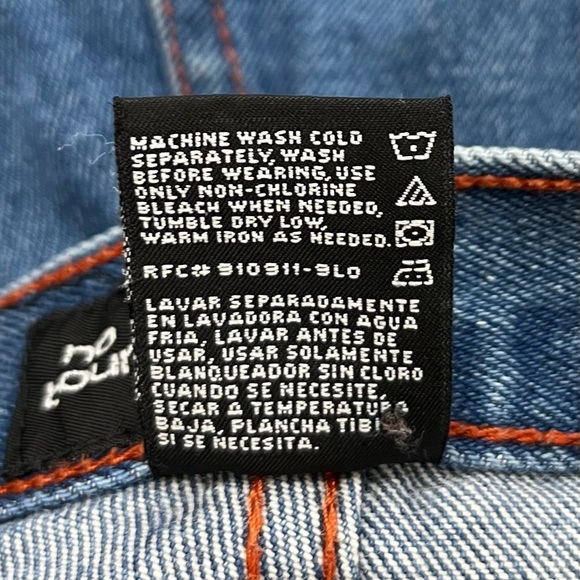 MACHINE WASH COLD
SEPARATELY, WASH
BEFORE WEARING, USE
ONLY NON-CHLORINE
BLEACH WHEN NEEDED,
TUMBLE DRY LOW,
WARM IRON AS NEEDED.
RFC# 910911-9L0
LAVAR SEPARADAMENTE
EN LAVADORA CON AGUA
FRIA, LAVAR ANTES DE
USAR, USAR SOLAMENTE
BLANQUEADOR SIN CLORO
CUANDO SE NECESITE,
SECAR A TEMPERATURA
BAJA, PLANCHA TIBI
SI SE NECESITA.